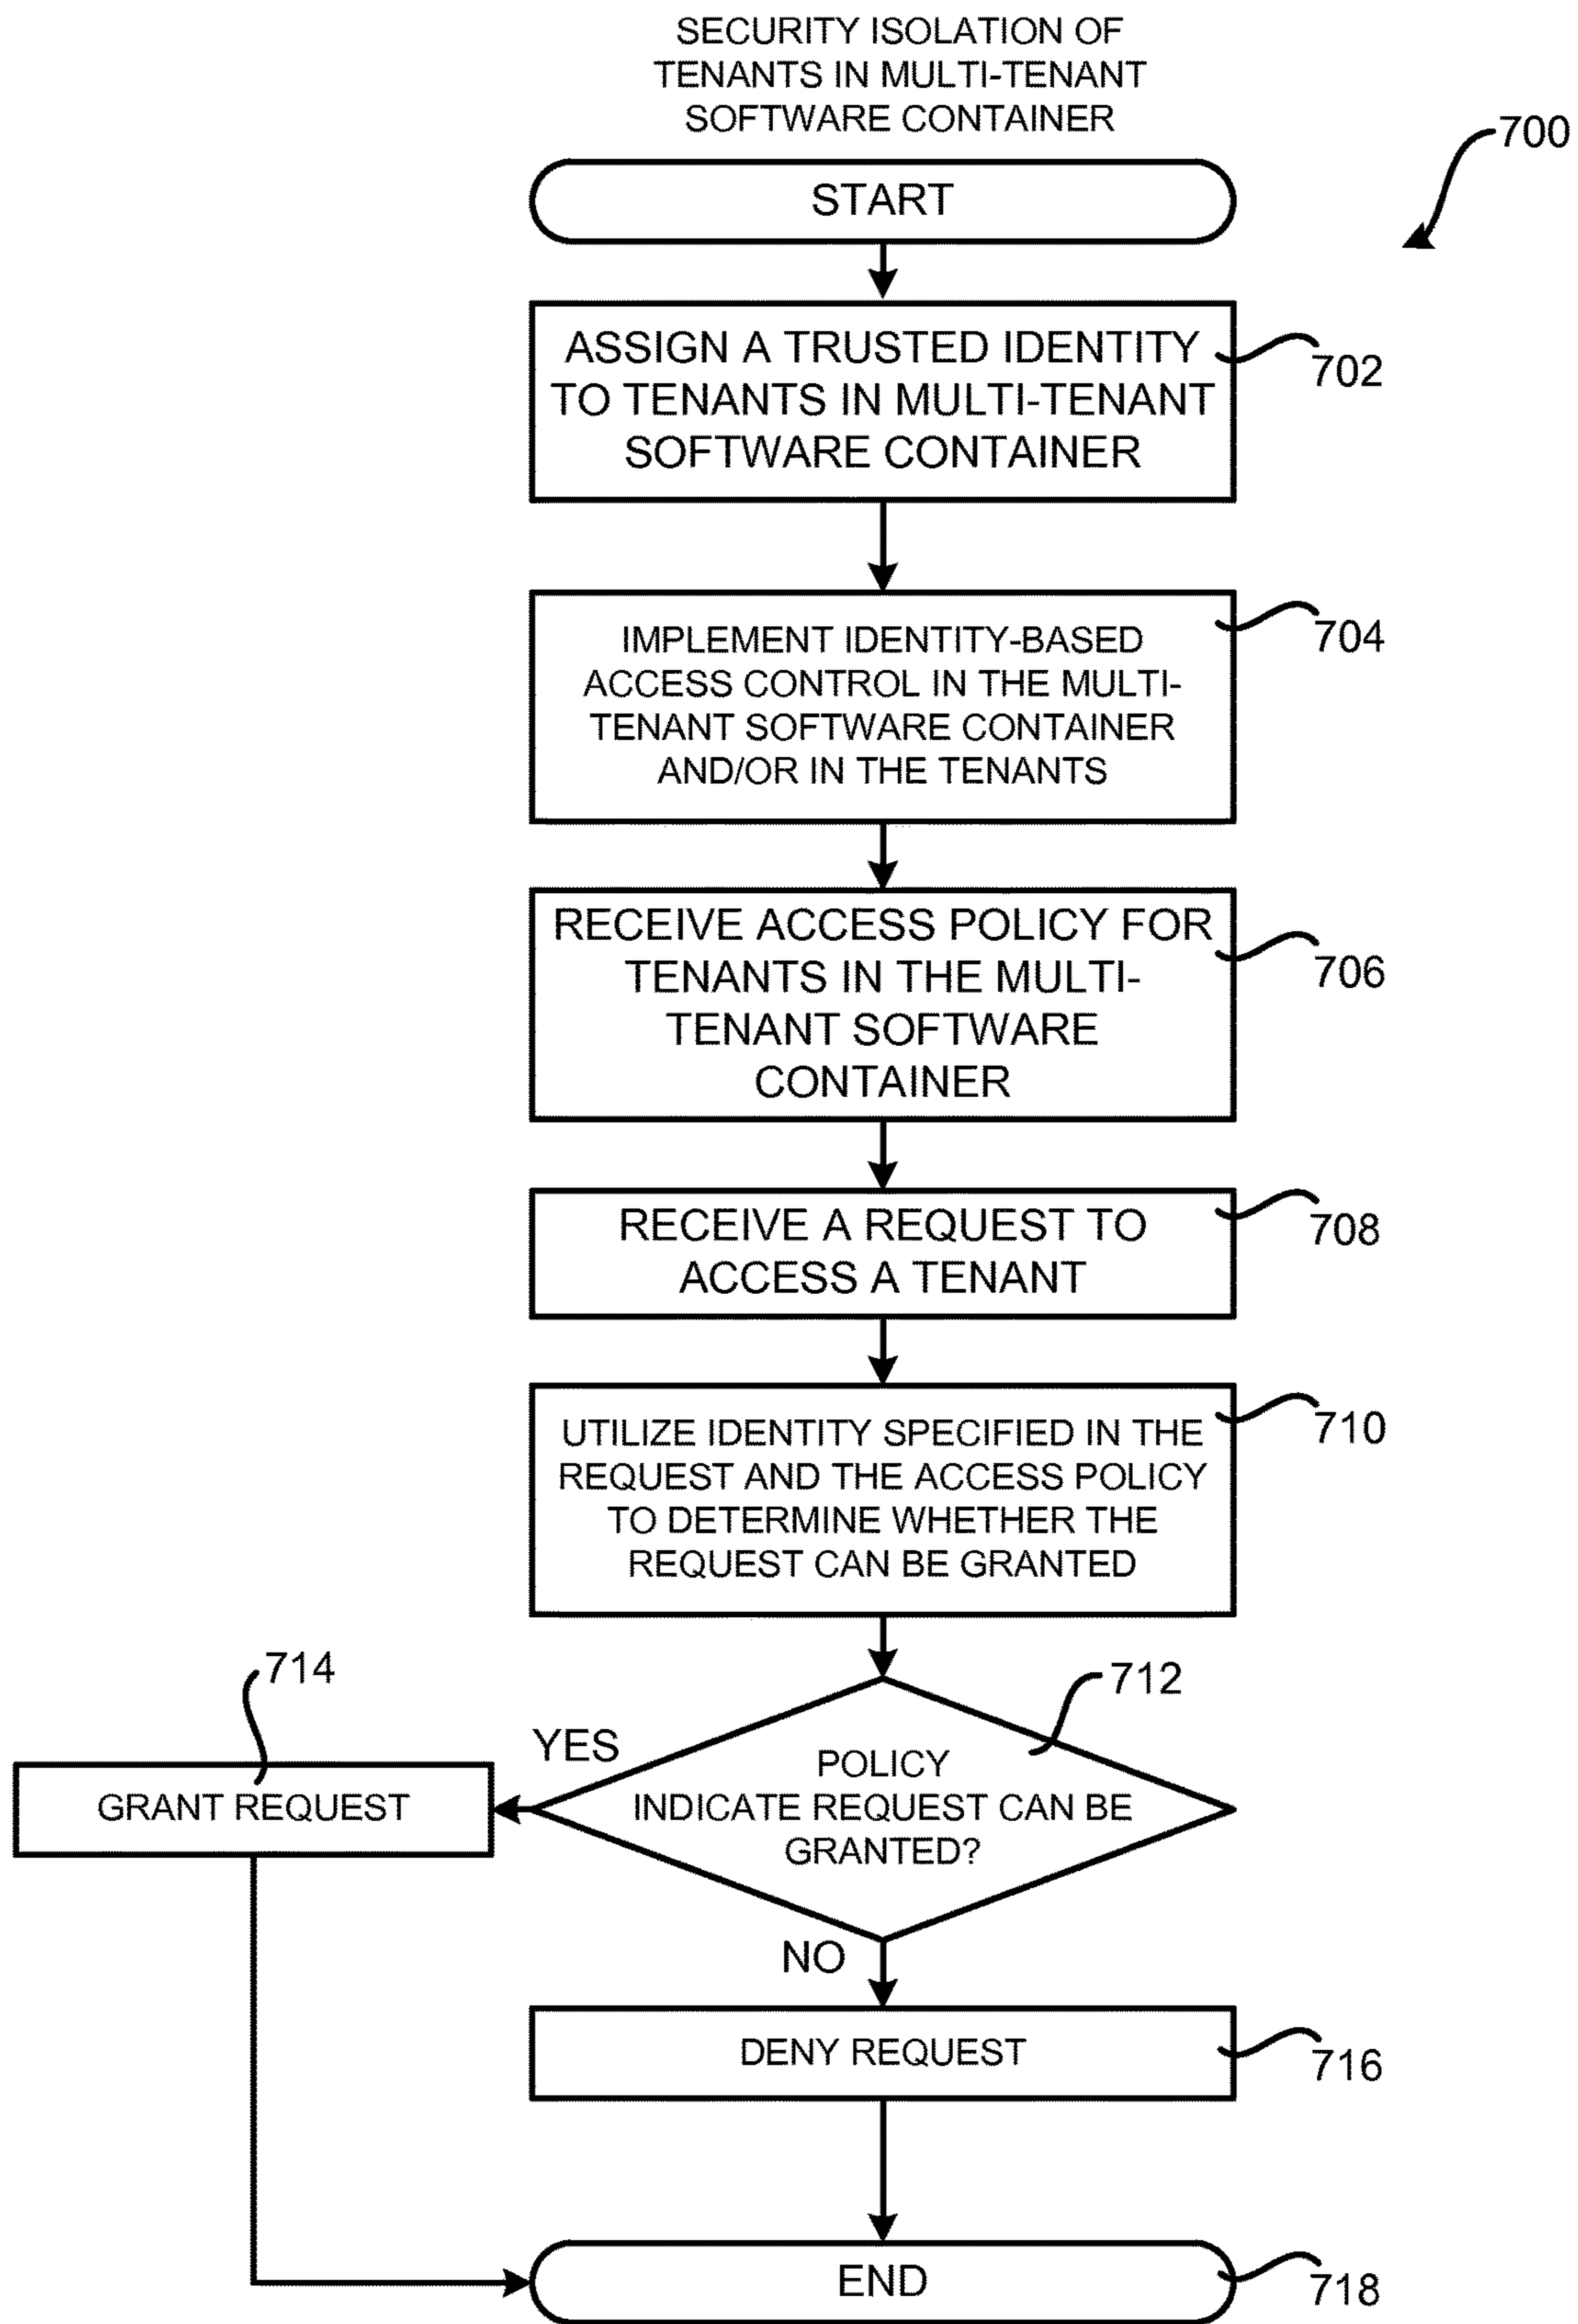 SECURITY ISOLATION OF
TENANTS IN MULTI-TENANT
SOFTWARE CONTAINER
700
START
ASSIGN A TRUSTED IDENTITY
TO TENANTS IN MULTI-TENANT
SOFTWARE CONTAINER
702
IMPLEMENT IDENTITY-BASED
ACCESS CONTROL IN THE MULTI-
TENANT SOFTWARE CONTAINER
AND/OR IN THE TENANTS
704
RECEIVE ACCESS POLICY FOR
TENANTS IN THE MULTI-
TENANT SOFTWARE
CONTAINER
706
RECEIVE A REQUEST TO
ACCESS A TENANT
708
UTILIZE IDENTITY SPECIFIED IN THE
REQUEST AND THE ACCESS POLICY
TO DETERMINE WHETHER THE
REQUEST CAN BE GRANTED
710
714
712
YES
POLICY
INDICATE REQUEST CAN BE
GRANTED?
GRANT REQUEST
NO
DENY REQUEST
716
END
718